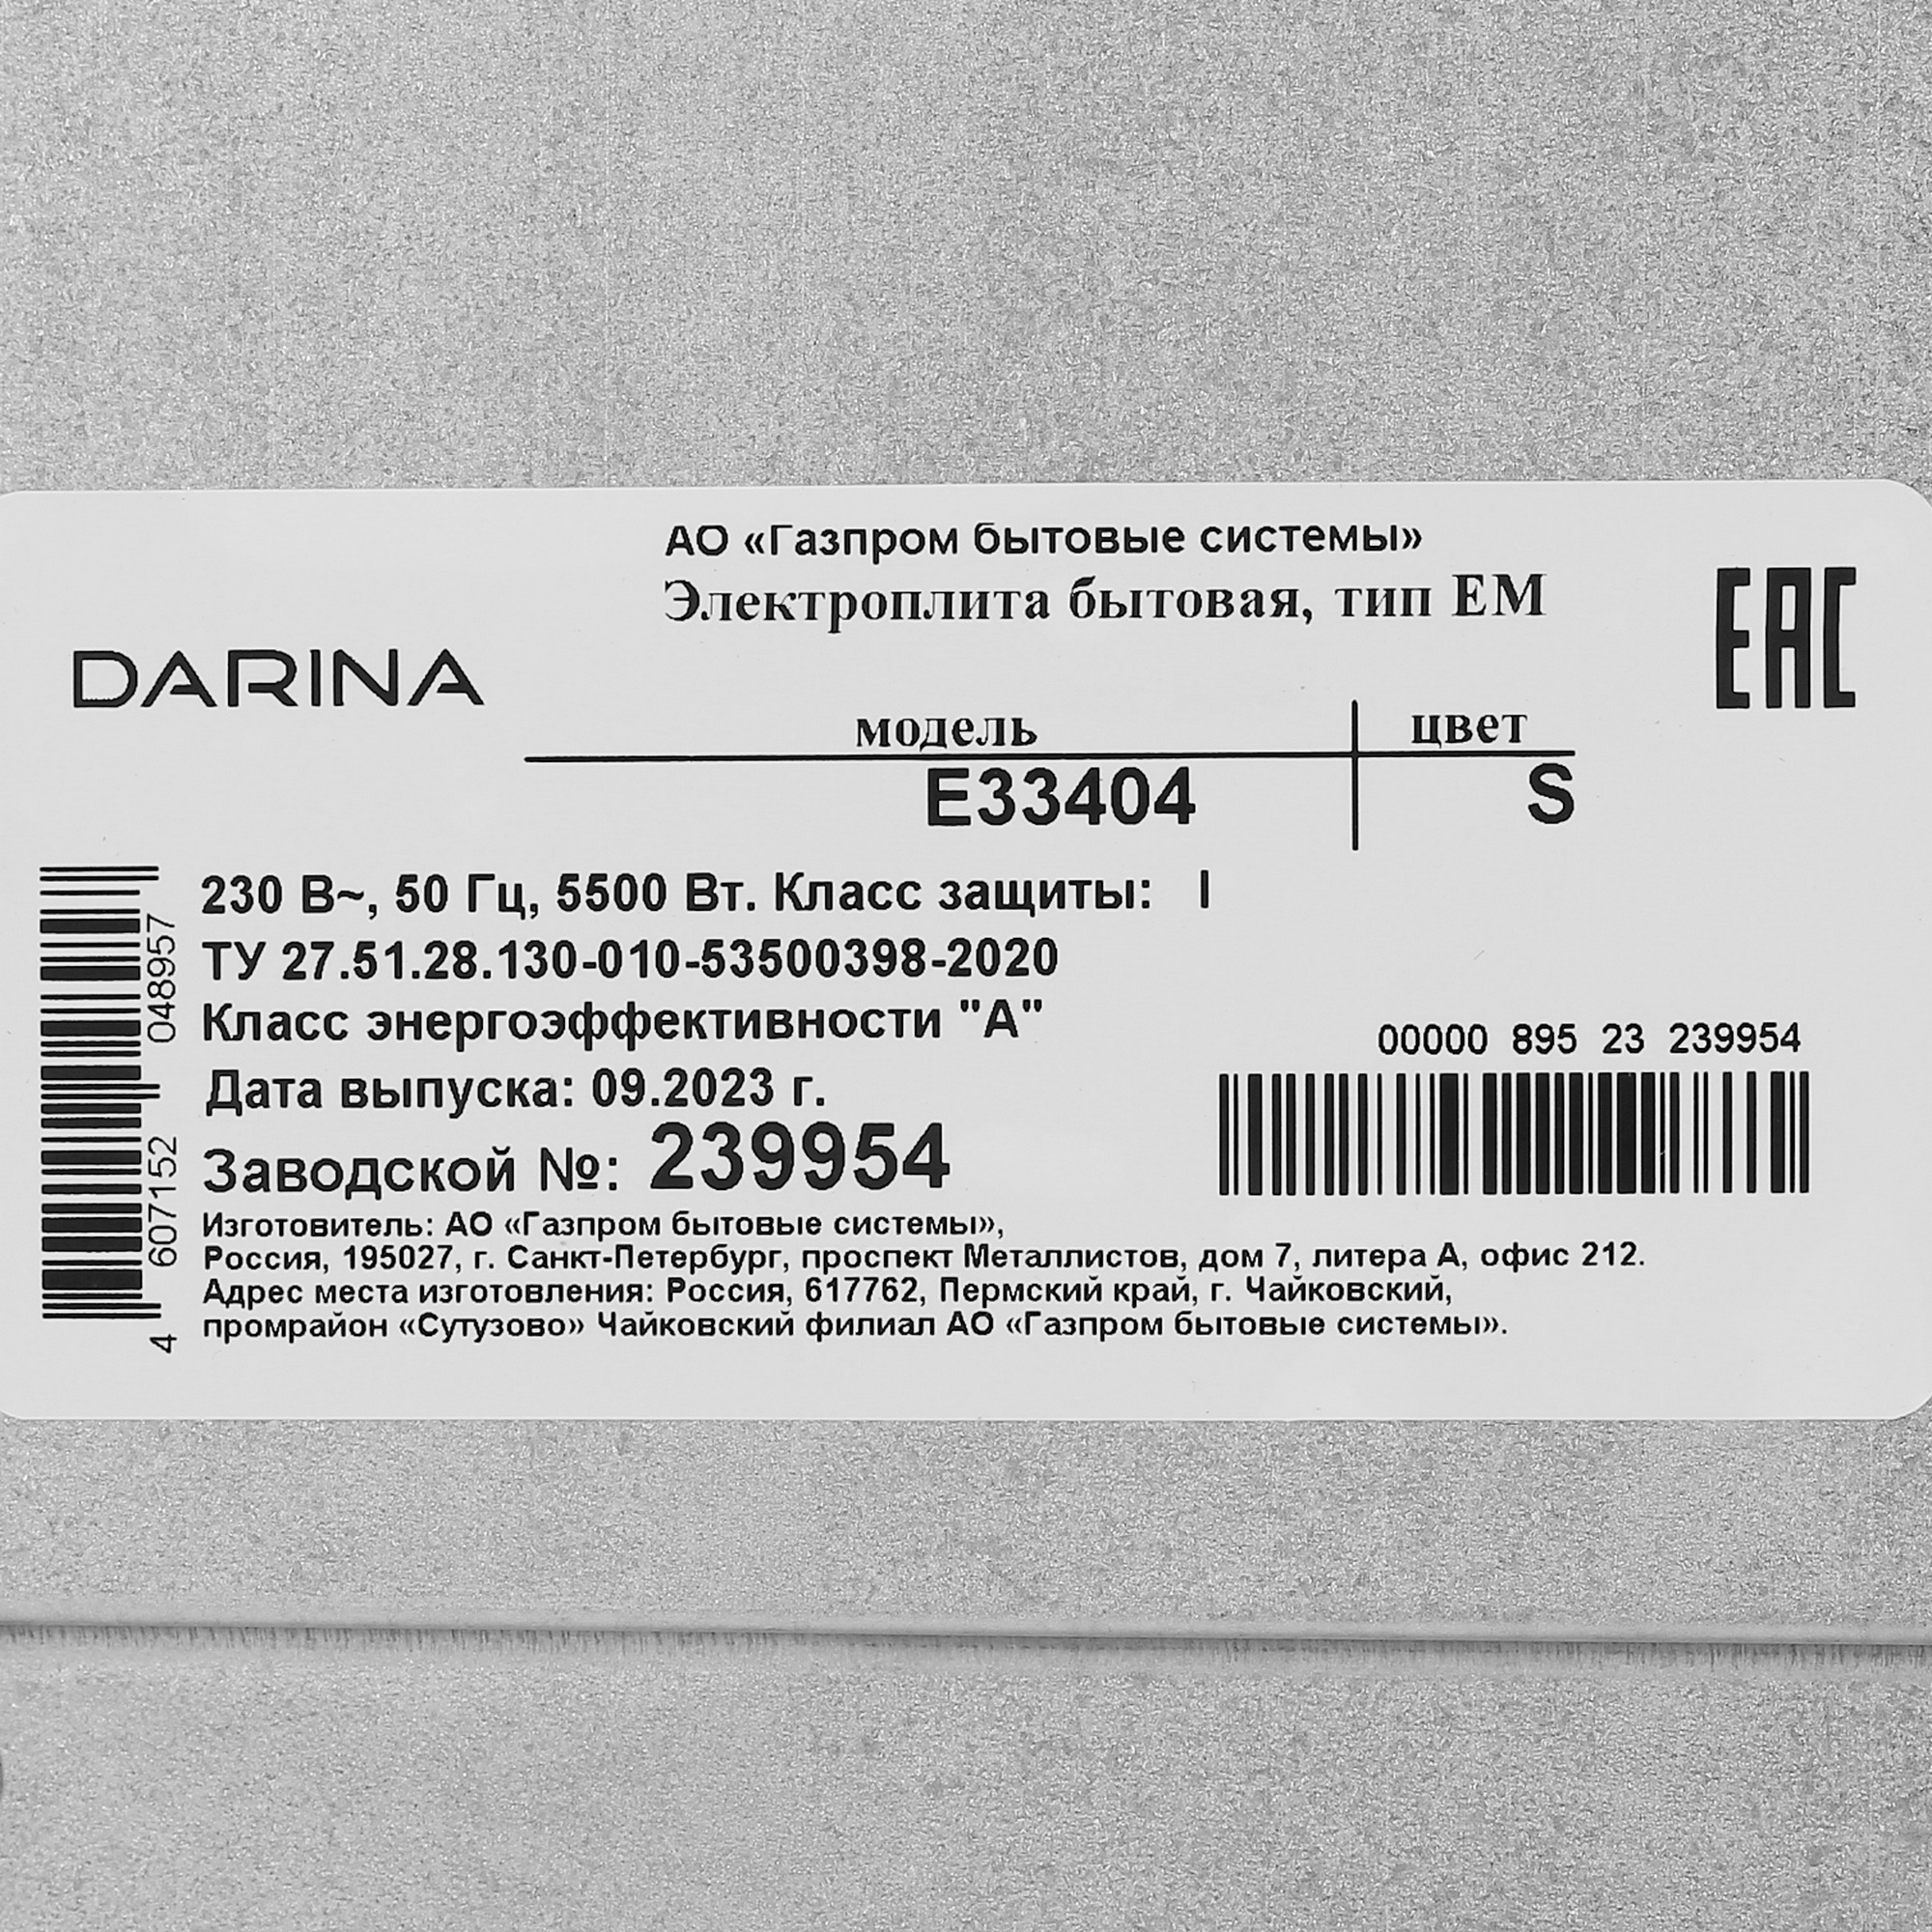 АО «Газпром бытовые системы»
Электроплита бытовая, тип ЕМ
EAC
DARINA
модель цвет
E33404 S
230 В~, 50 Гц, 5500 Вт. Класс защиты: I
ТУ 27.51.28.130-010-53500398-2020
Класс энергоэффективности "А"
00000 895 23 239954
Дата выпуска: 09.2023 г.
Заводской №: 239954
Изготовитель: АО «Газпром бытовые системы»,
Россия, 195027, г. Санкт-Петербург, проспект Металлистов, дом 7, литера А, офис 212.
Адрес места изготовления: Россия, 617762, Пермский край, г. Чайковский,
промрайон «Сутузово» Чайковский филиал АО «Газпром бытовые системы».
4 607152 048957